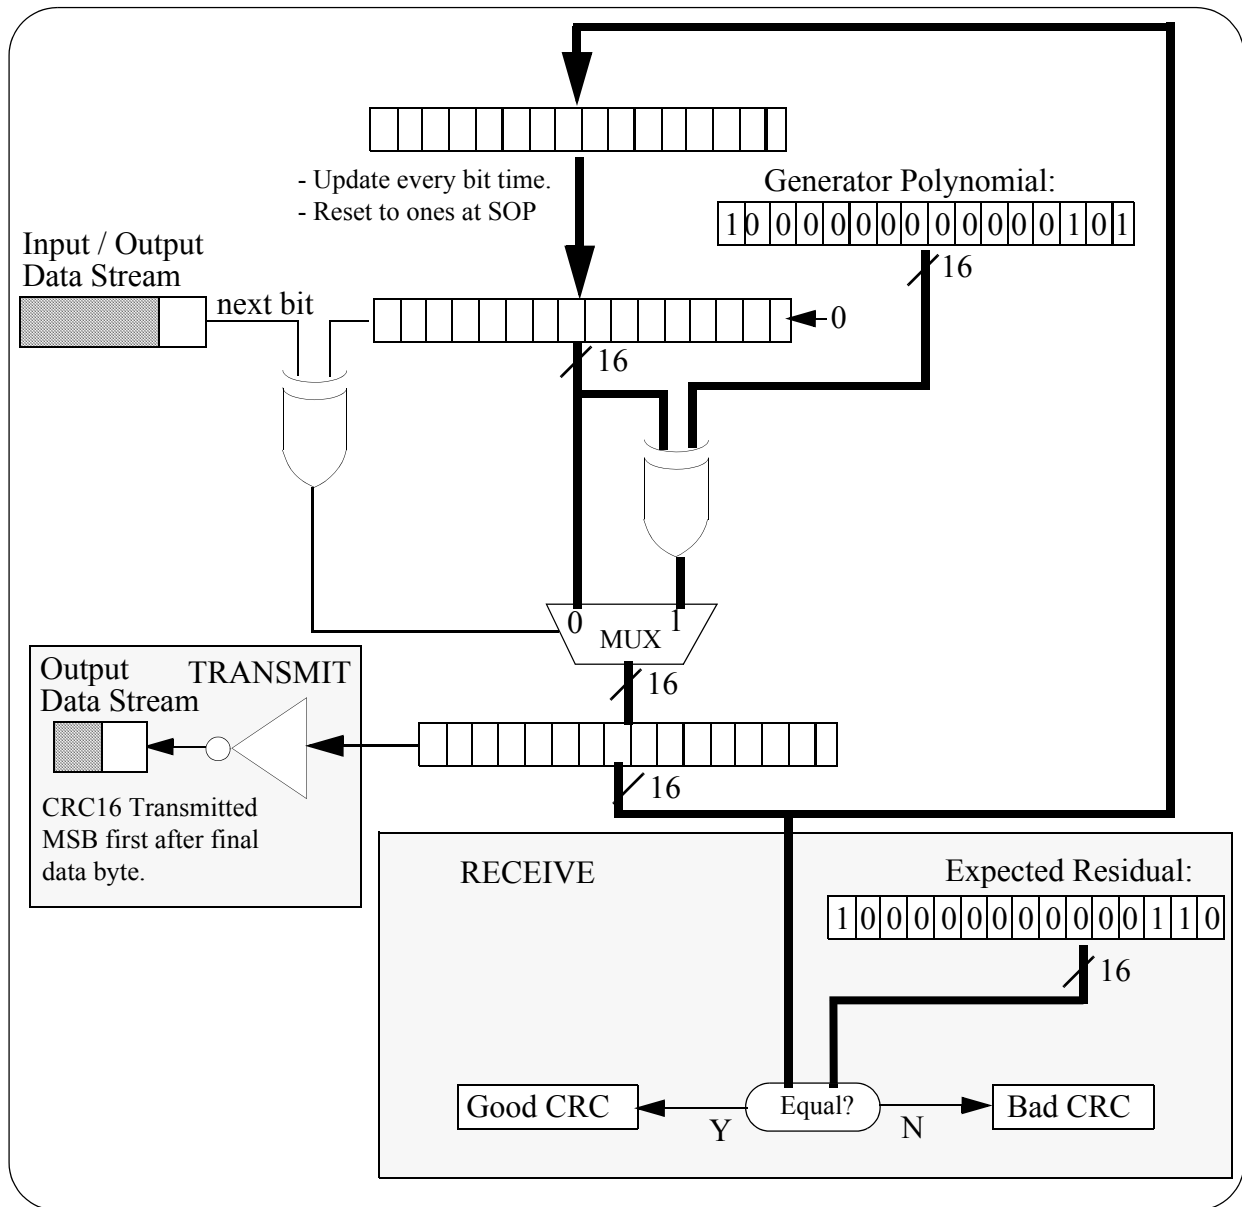 - Update every bit time.
- Reset to ones at SOP
Generator Polynomial:
1 0 0 0 0 0 0 0 0 0 0 0 0 1 0 1
16
Input / Output
Data Stream
next bit
0
16
0 1
MUX
16
Output
Data Stream
TRANSMIT
16
CRC16 Transmitted
MSB first after final
data byte.
RECEIVE
Expected Residual:
1 0 0 0 0 0 0 0 0 0 0 0 1 1 0
16
Good CRC
Y
Equal?
N
Bad CRC